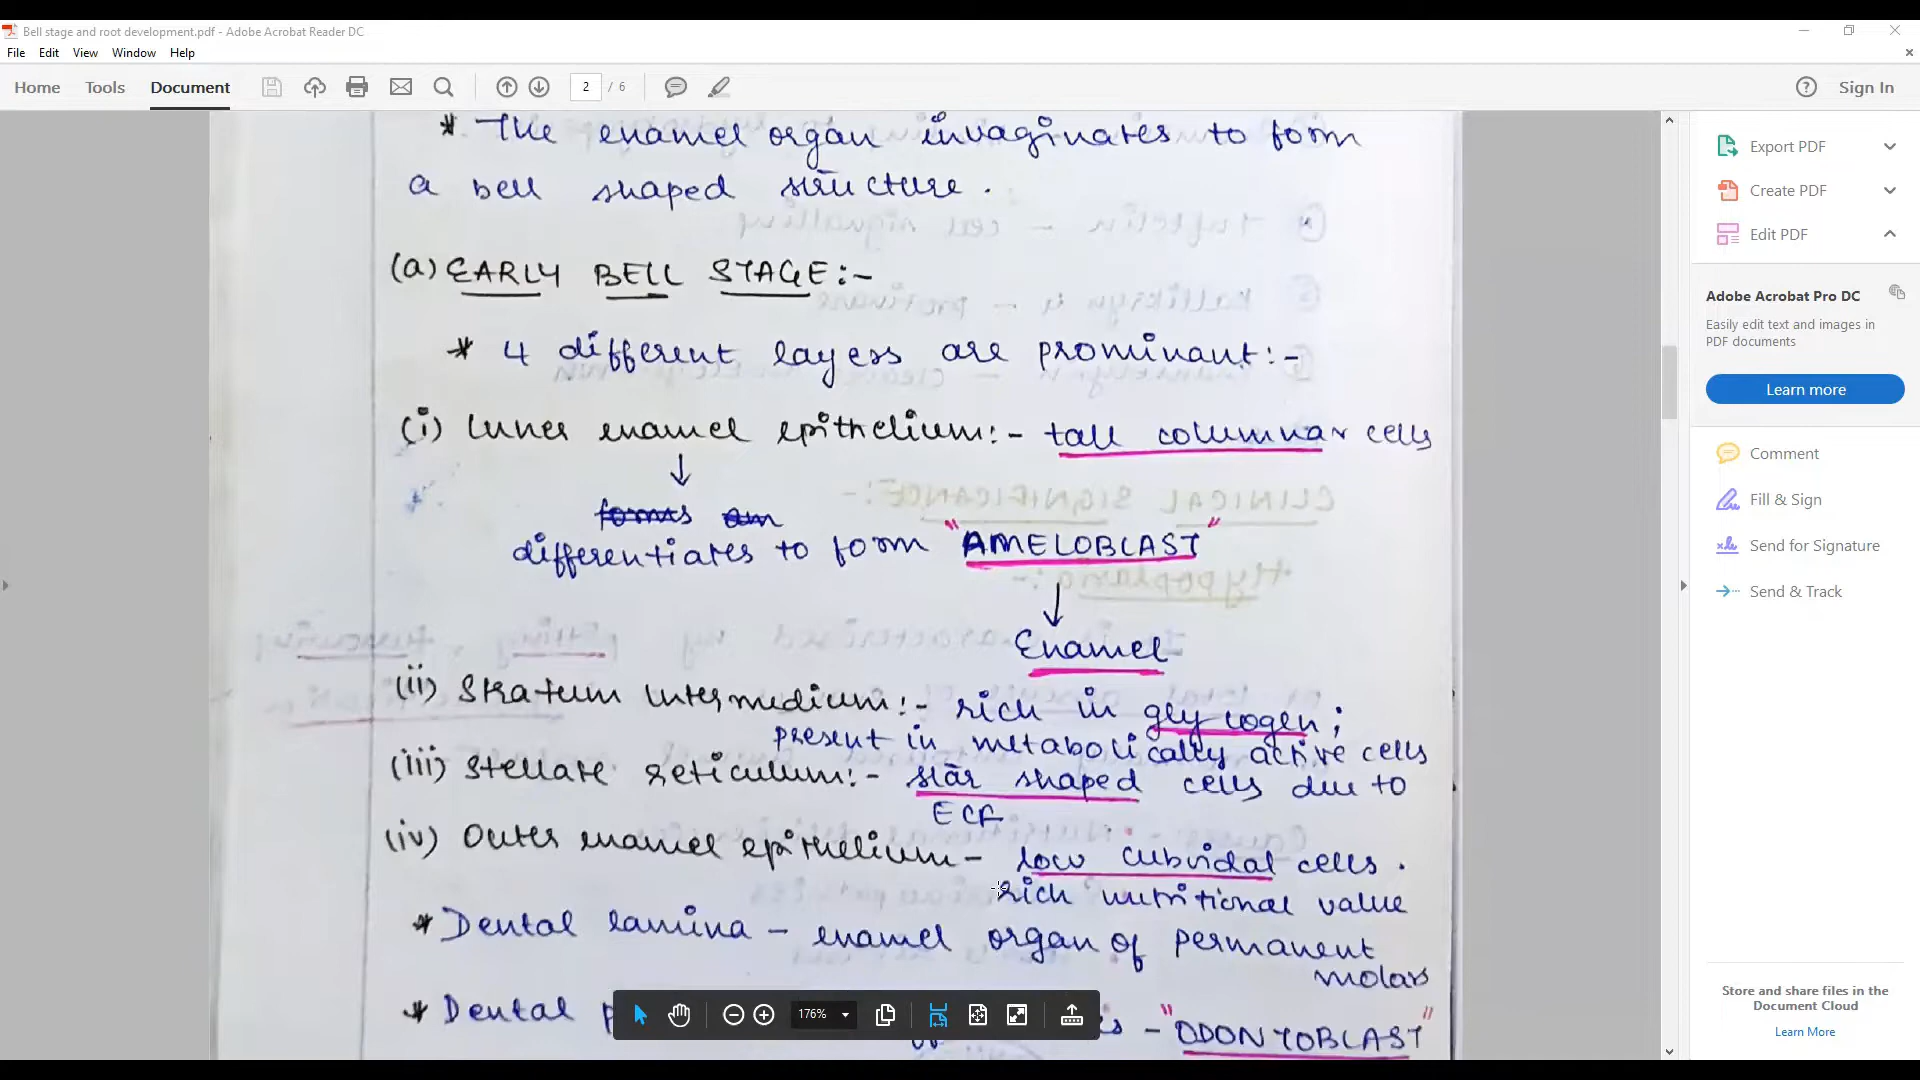 Bell stage and root development.pdf - Adobe Acrobat Reader DC
File Edit View Window Help
Home Tools Document 2 / 6 Sign In
* The enamel organ invaginates to form
a bell shaped structure.
(a) EARLY BELL STAGE:-
* 4 different layers are prominant:-
(i) Inner enamel epithelium:- tall columnar cells
↓
differentiates to form "AMELOBLAST"
↓
Enamel
(ii) Stratum Intermedium:- rich in glycogen;
present in metabolically active cells
(iii) Stellate reticulum:- star shaped cells due to
ECF
(iv) Outer enamel epithelium - low cuboidal cells.
rich nutritional value
* Dental lamina - enamel organ of permanent
molars
* Dental - "ODONTOBLAST"
176%
Export PDF
Create PDF
Edit PDF
Adobe Acrobat Pro DC
Easily edit text and images in
PDF documents
Learn more
Comment
Fill & Sign
Send for Signature
Send & Track
Store and share files in the
Document Cloud
Learn More